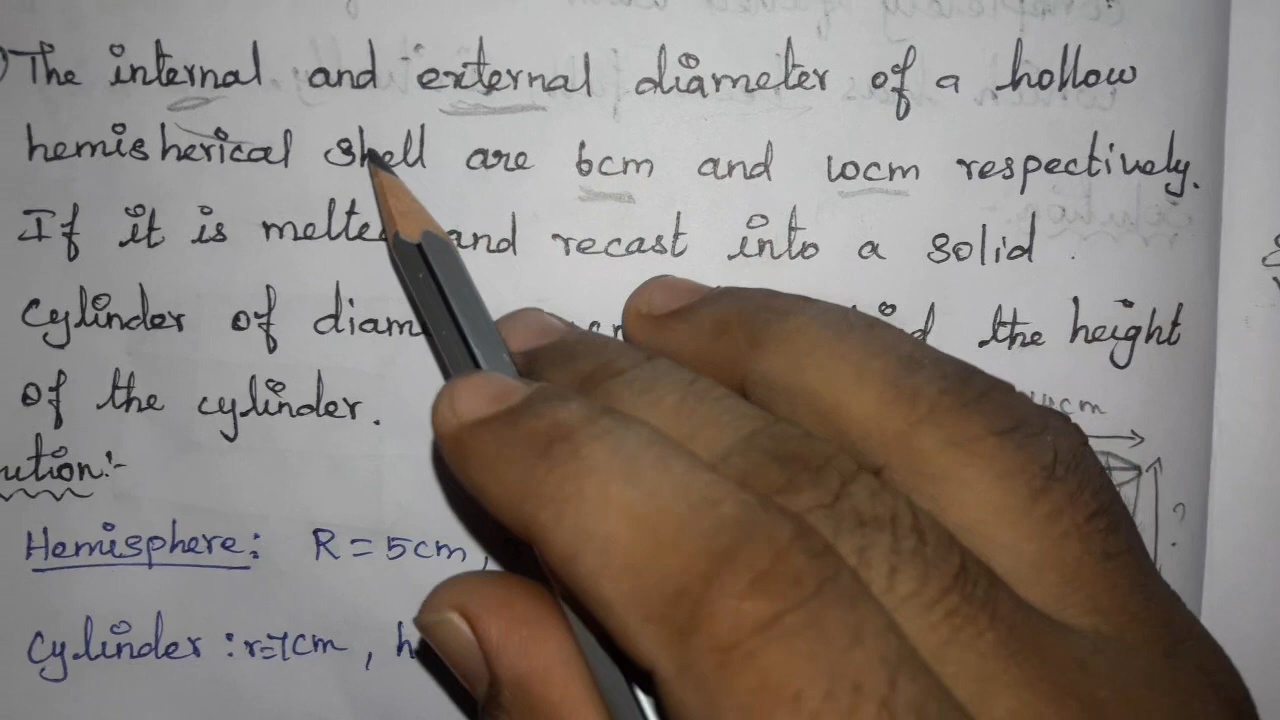 The internal and external diameter of a hollow
hemisherical shell are 6cm and 10cm respectively.
If it is melted and recast into a solid
Cylinder of diam the height
of the cylinder.
ution:-
Hemisphere: R = 5cm,
?
Cylinder : r=7cm, h